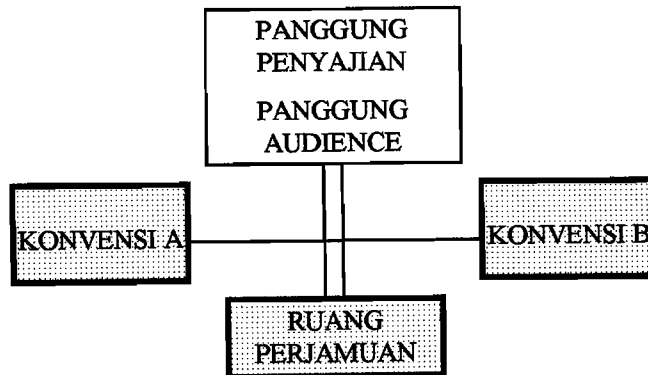 PANGGUNG
PENYAJIAN
PANGGUNG
AUDIENCE
KONVENSI A
KONVENSI B
RUANG
PERJAMUAN